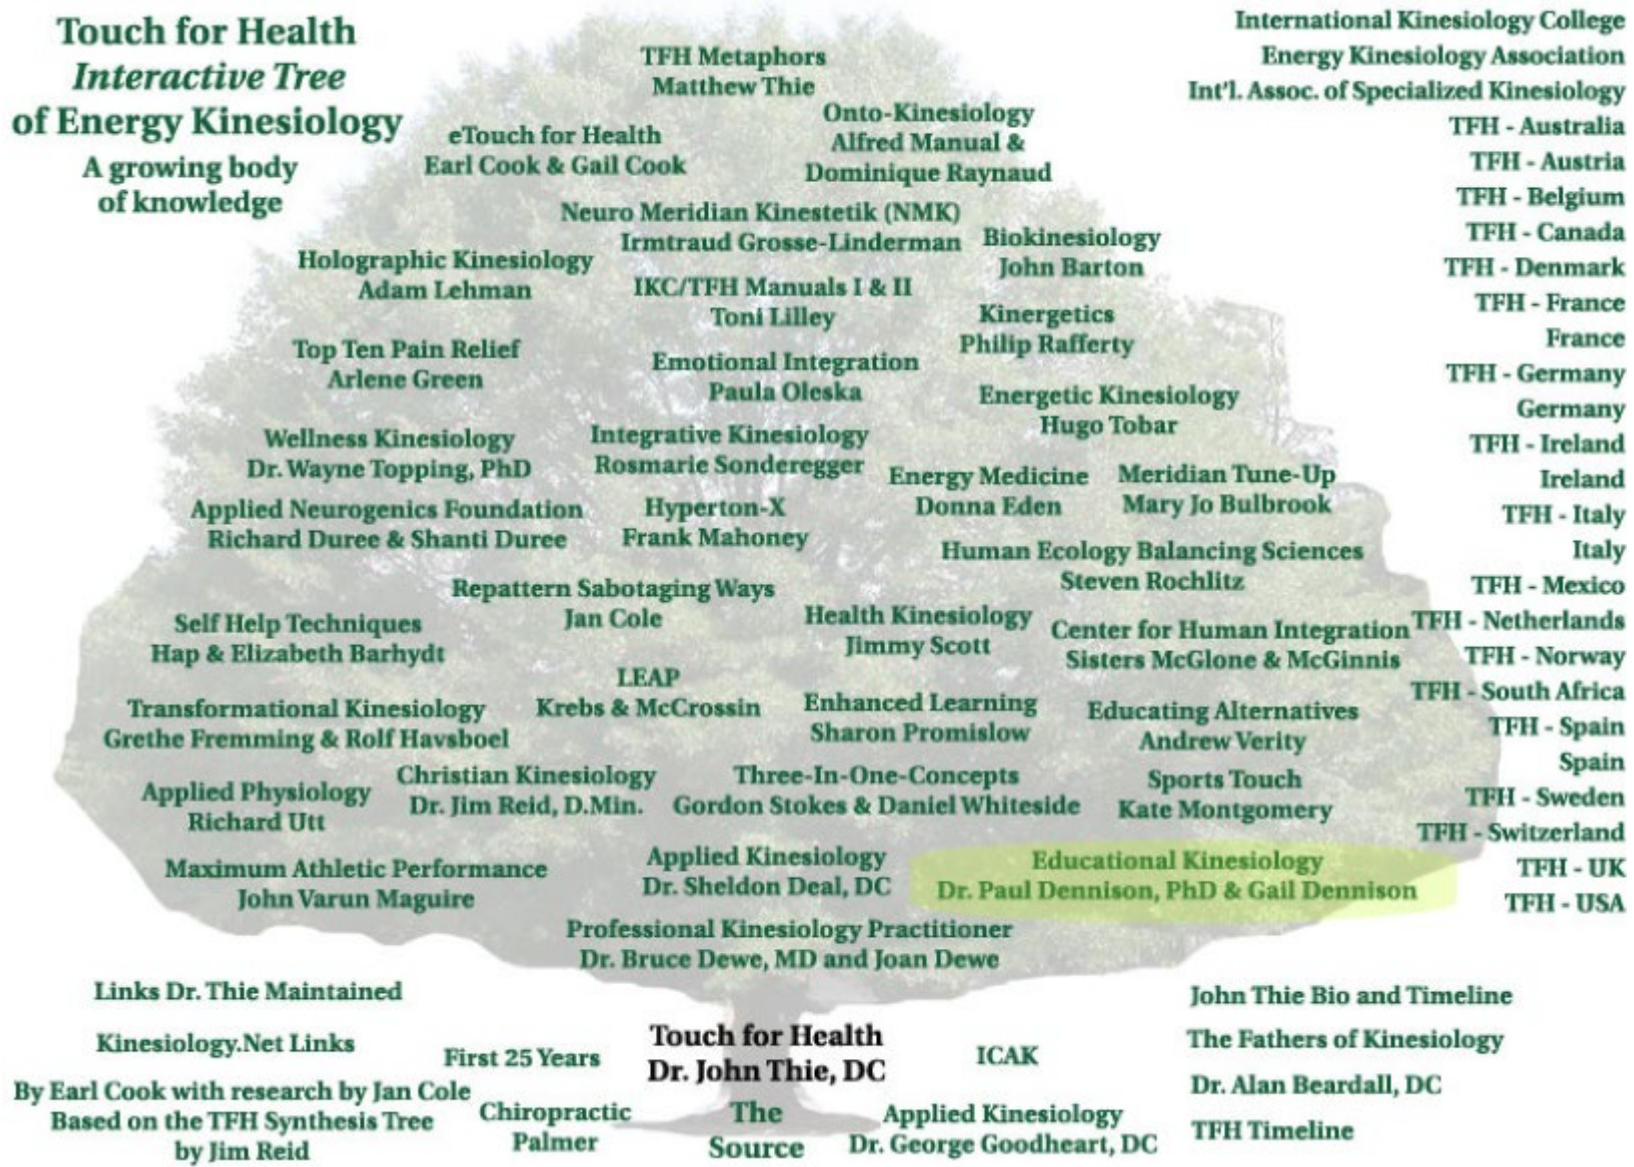 Touch for Health
Interactive Tree
of Energy Kinesiology
A growing body
of knowledge
TFH Metaphors
Matthew Thie
Onto-Kinesiology
Alfred Manual &
Dominique Raynaud
eTouch for Health
Earl Cook & Gail Cook
Neuro Meridian Kinestetik (NMK)
Irmtraud Grosse-Linderman
Biokinesiology
John Barton
Holographic Kinesiology
Adam Lehman
IKC/TFH Manuals I & II
Toni Lilley
Kinergetics
Philip Rafferty
Top Ten Pain Relief
Arlene Green
Emotional Integration
Paula Oleska
Energetic Kinesiology
Hugo Tobar
Wellness Kinesiology
Dr. Wayne Topping, PhD
Integrative Kinesiology
Rosmarie Sonderegger
Energy Medicine
Donna Eden
Meridian Tune-Up
Mary Jo Bulbrook
Applied Neurogenics Foundation
Richard Duree & Shanti Duree
Hyperton-X
Frank Mahoney
Human Ecology Balancing Sciences
Steven Rochlitz
Repattern Sabotaging Ways
Jan Cole
Self Help Techniques
Hap & Elizabeth Barhydt
Health Kinesiology
Jimmy Scott
Center for Human Integration
Sisters McGlone & McGinnis
LEAP
Krebs & McCrossin
Transformational Kinesiology
Grethe Fremming & Rolf Havsboel
Enhanced Learning
Sharon Promislow
Educating Alternatives
Andrew Verity
Applied Physiology
Richard Utt
Christian Kinesiology
Dr. Jim Reid, D.Min.
Three-In-One-Concepts
Gordon Stokes & Daniel Whiteside
Sports Touch
Kate Montgomery
Maximum Athletic Performance
John Varun Maguire
Applied Kinesiology
Dr. Sheldon Deal, DC
Educational Kinesiology
Dr. Paul Dennison, PhD & Gail Dennison
Professional Kinesiology Practitioner
Dr. Bruce Dewe, MD and Joan Dewe
International Kinesiology College
Energy Kinesiology Association
Int'l. Assoc. of Specialized Kinesiology
TFH - Australia
TFH - Austria
TFH - Belgium
TFH - Canada
TFH - Denmark
TFH - France
France
TFH - Germany
Germany
TFH - Ireland
Ireland
TFH - Italy
Italy
TFH - Mexico
TFH - Netherlands
TFH - Norway
TFH - South Africa
TFH - Spain
Spain
TFH - Sweden
TFH - Switzerland
TFH - UK
TFH - USA
Links Dr. Thie Maintained
Kinesiology.Net Links
By Earl Cook with research by Jan Cole
Based on the TFH Synthesis Tree
by Jim Reid
First 25 Years
Chiropractic
Palmer
Touch for Health
Dr. John Thie, DC
The
Source
ICAK
Applied Kinesiology
Dr. George Goodheart, DC
John Thie Bio and Timeline
The Fathers of Kinesiology
Dr. Alan Beardall, DC
TFH Timeline